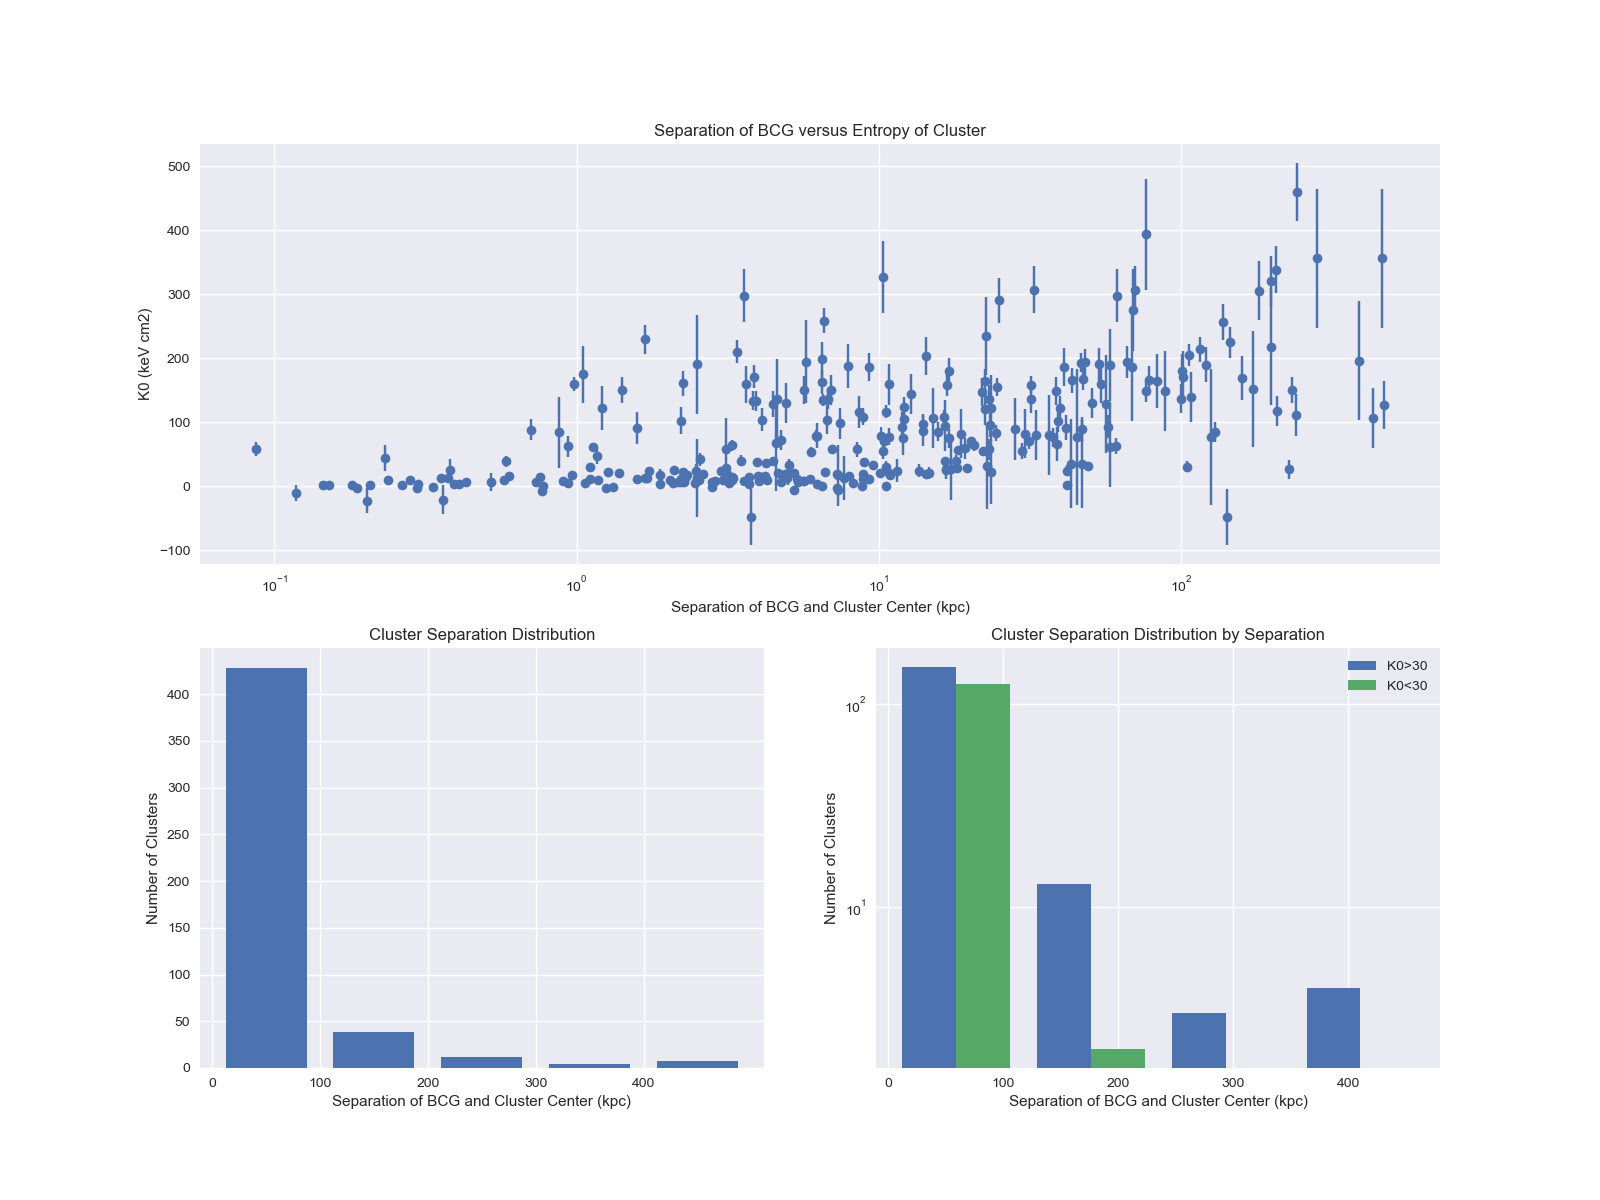 Separation of BCG versus Entropy of Cluster
K0 (keV cm2)
500
400
300
200
100
0
−100
10−1
100
101
102
Separation of BCG and Cluster Center (kpc)
Cluster Separation Distribution
Number of Clusters
400
350
300
250
200
150
100
50
0
0 100 200 300 400
Separation of BCG and Cluster Center (kpc)
Cluster Separation Distribution by Separation
Number of Clusters
K0>30
K0<30
102
101
0 100 200 300 400
Separation of BCG and Cluster Center (kpc)